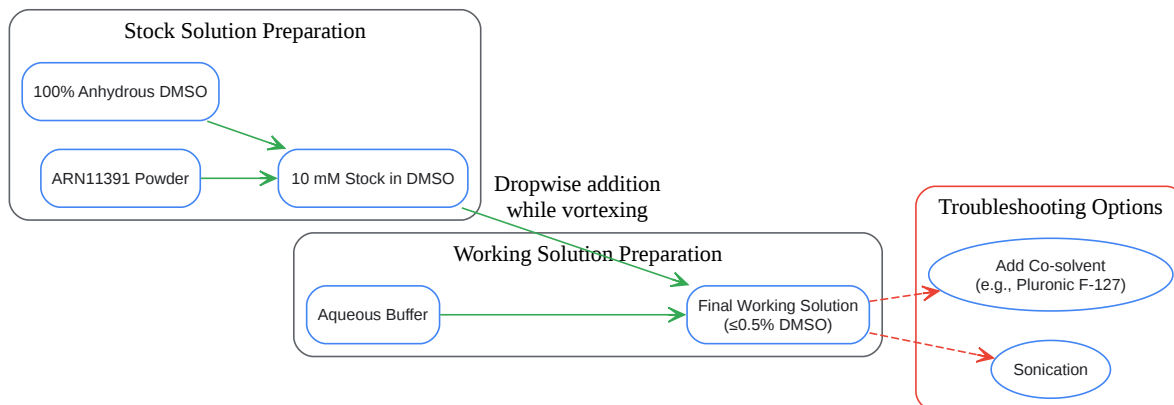 Stock Solution Preparation
100% Anhydrous DMSO
ARN11391 Powder
10 mM Stock in DMSO
Dropwise addition
while vortexing
Working Solution Preparation
Aqueous Buffer
Final Working Solution
(≤0.5% DMSO)
Troubleshooting Options
Add Co-solvent
(e.g., Pluronic F-127)
Sonication